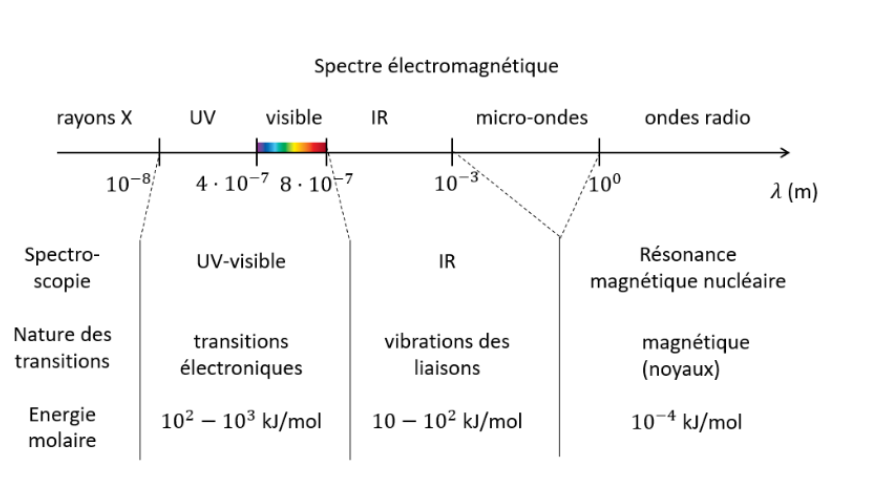 Spectre électromagnétique
rayons X UV visible IR micro-ondes ondes radio
10⁻⁸ 4 · 10⁻⁷ 8 · 10⁻⁷ 10⁻³ 10⁰ λ (m)
Spectro-
scopie
UV-visible
IR
Résonance
magnétique nucléaire
Nature des
transitions
transitions
électroniques
vibrations des
liaisons
magnétique
(noyaux)
Energie
molaire
10² – 10³ kJ/mol
10 – 10² kJ/mol
10⁻⁴ kJ/mol